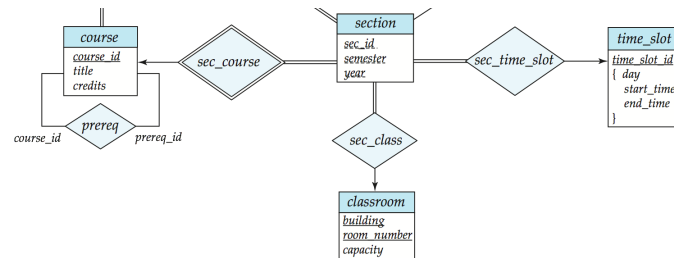 course
course_id
title
credits
prereq
course_id
prereq_id
sec_course
section
sec_id
semester
year
sec_time_slot
time_slot
time_slot_id
{ day
start_time
end_time
}
sec_class
classroom
building
room_number
capacity